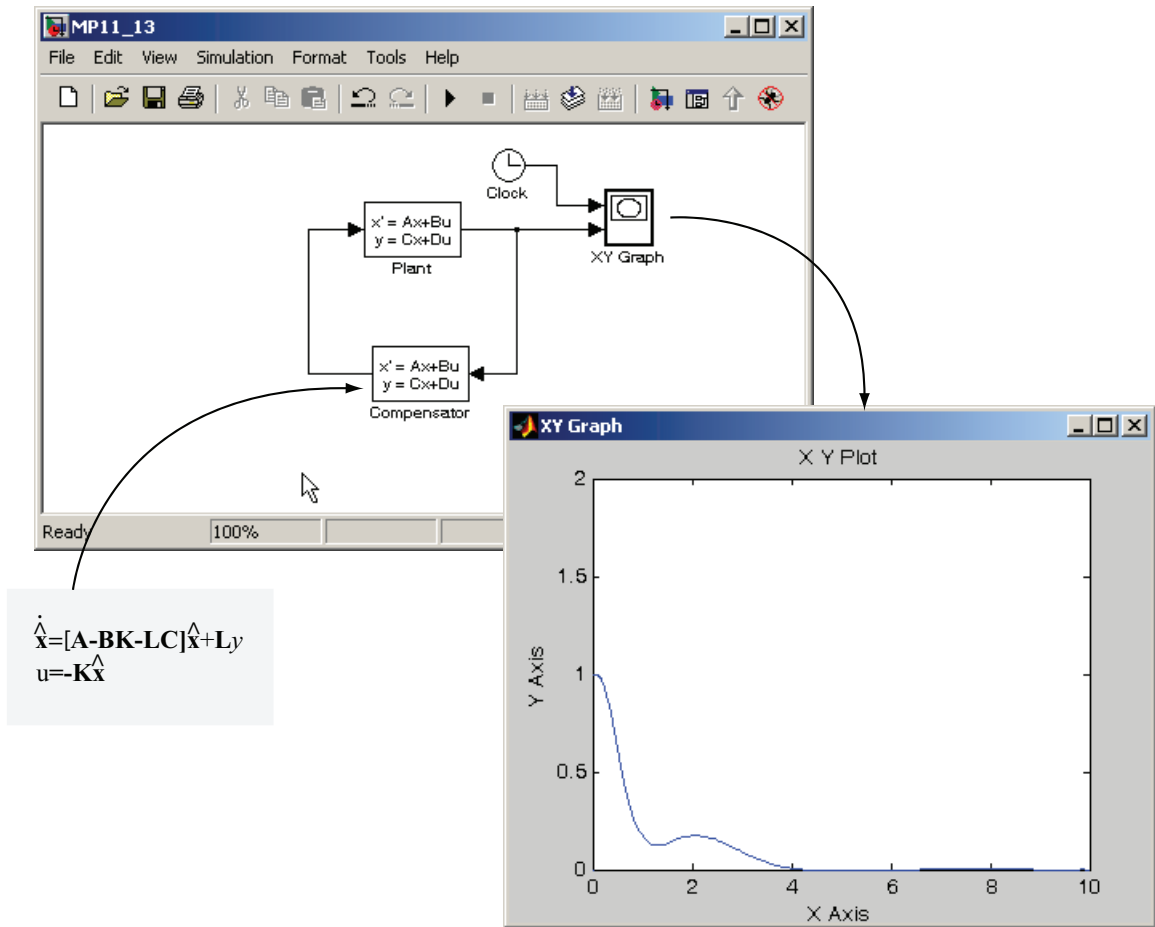 MP11_13
File Edit View Simulation Format Tools Help
Clock
x' = Ax+Bu
y = Cx+Du
Plant
XY Graph
x' = Ax+Bu
y = Cx+Du
Compensator
Ready 100%
XY Graph
X Y Plot
2
1.5
1
0.5
0
Y Axis
0 2 4 6 8 10
X Axis
x̂̇=[A-BK-LC]x̂+Ly
u=-Kx̂